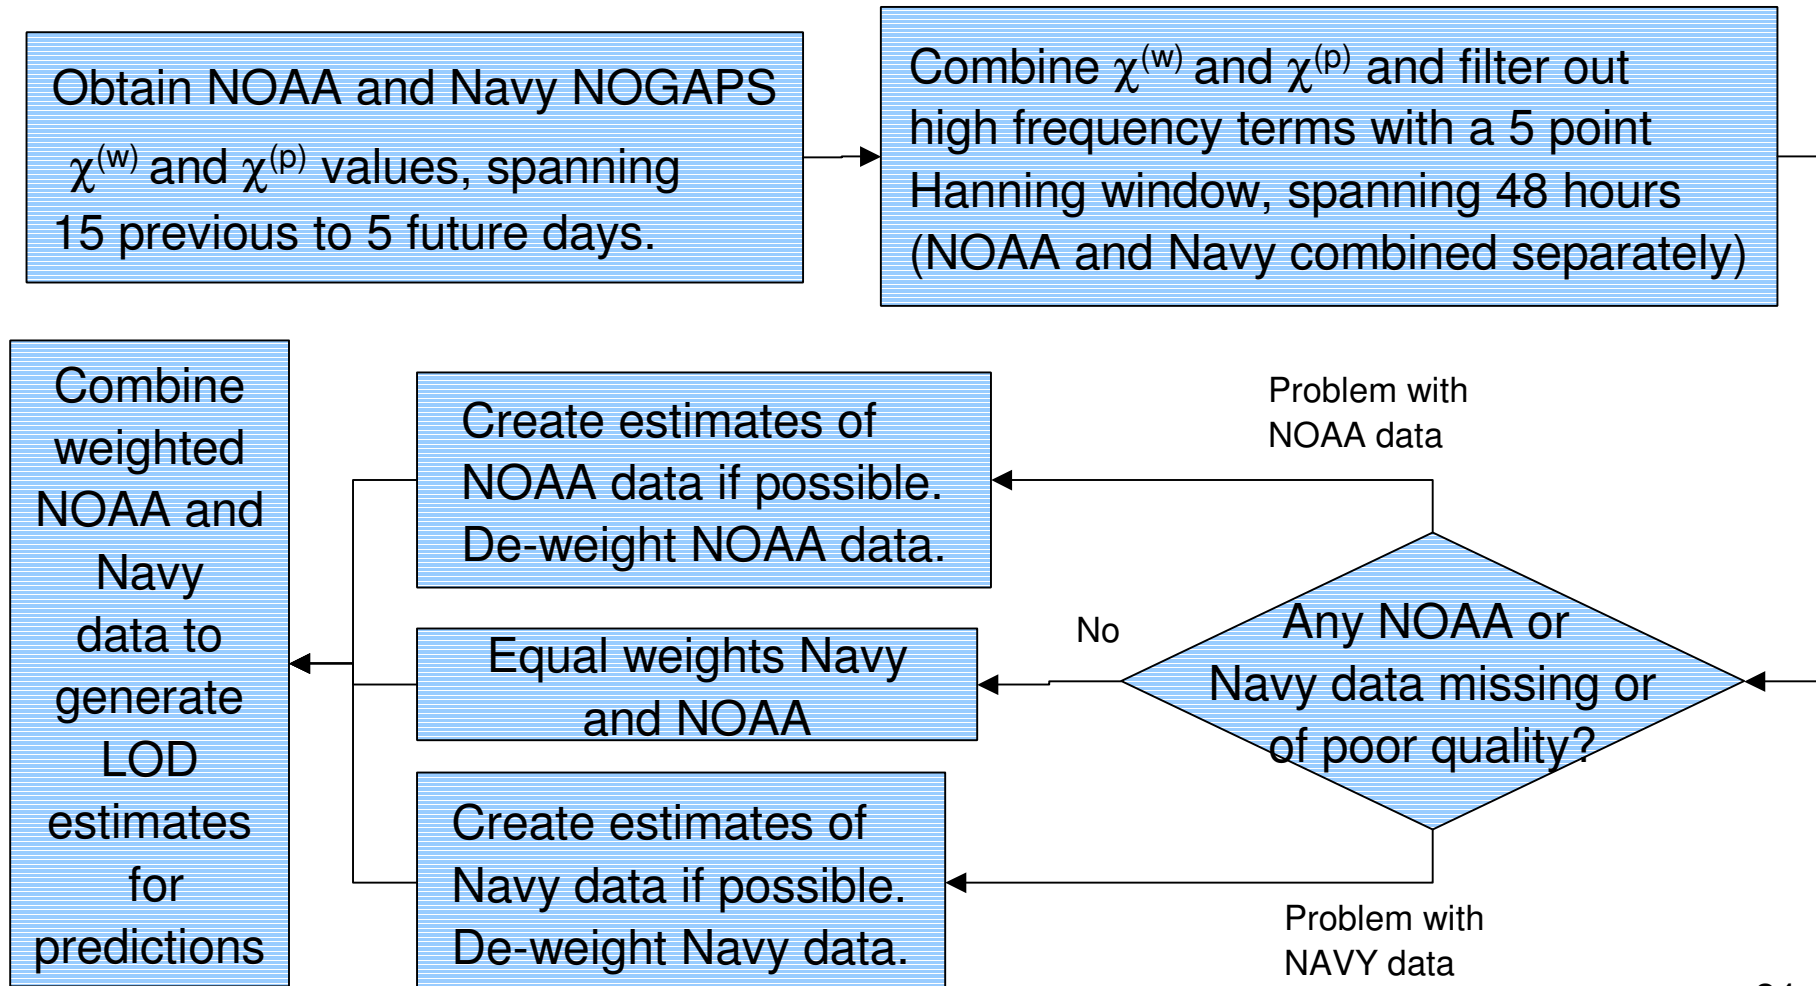 Obtain NOAA and Navy NOGAPS
χ(w) and χ(p) values, spanning
15 previous to 5 future days.
Combine χ(w) and χ(p) and filter out
high frequency terms with a 5 point
Hanning window, spanning 48 hours
(NOAA and Navy combined separately)
Any NOAA or
Navy data missing or
of poor quality?
Problem with
NOAA data
Create estimates of
NOAA data if possible.
De-weight NOAA data.
No
Equal weights Navy
and NOAA
Problem with
NAVY data
Create estimates of
Navy data if possible.
De-weight Navy data.
Combine
weighted
NOAA and
Navy
data to
generate
LOD
estimates
for
predictions